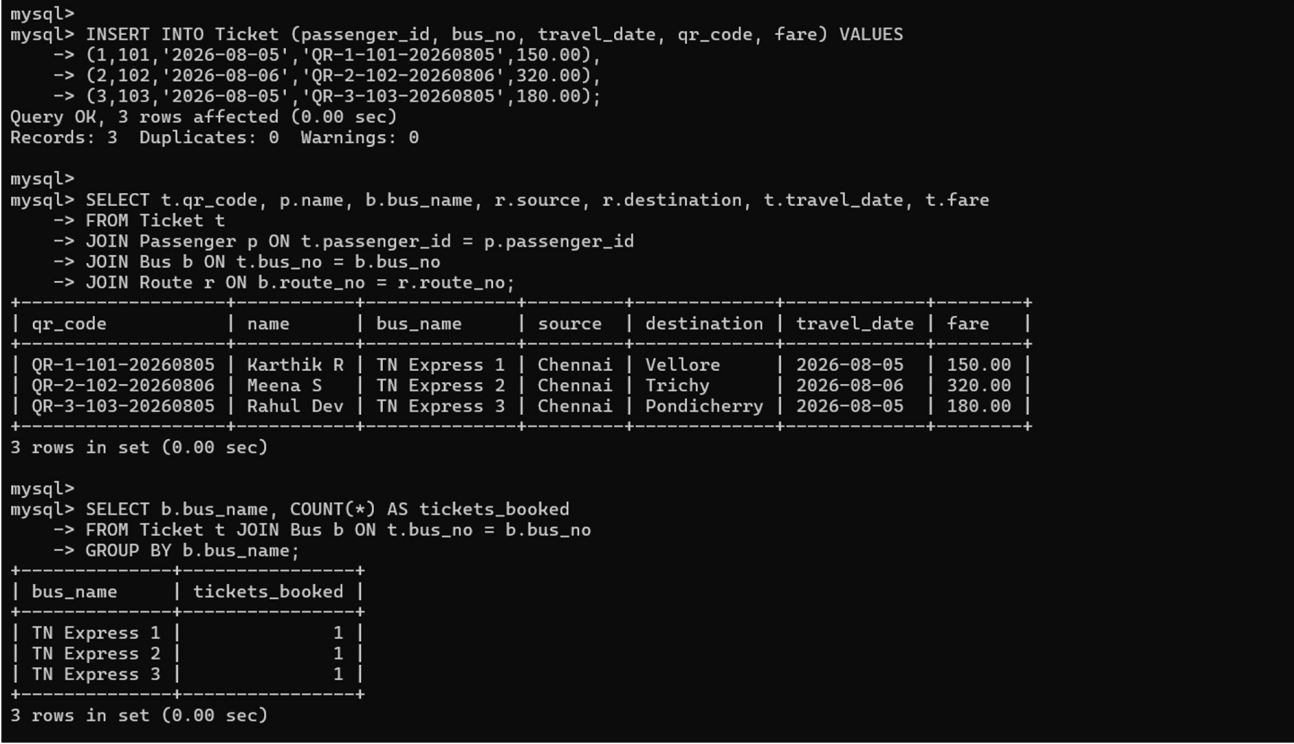 mysql>
mysql> INSERT INTO Ticket (passenger_id, bus_no, travel_date, qr_code, fare) VALUES
    -> (1,101,'2026-08-05','QR-1-101-20260805',150.00),
    -> (2,102,'2026-08-06','QR-2-102-20260806',320.00),
    -> (3,103,'2026-08-05','QR-3-103-20260805',180.00);
Query OK, 3 rows affected (0.00 sec)
Records: 3  Duplicates: 0  Warnings: 0

mysql>
mysql> SELECT t.qr_code, p.name, b.bus_name, r.source, r.destination, t.travel_date, t.fare
    -> FROM Ticket t
    -> JOIN Passenger p ON t.passenger_id = p.passenger_id
    -> JOIN Bus b ON t.bus_no = b.bus_no
    -> JOIN Route r ON b.route_no = r.route_no;
+-------------------+-----------+--------------+---------+-------------+-------------+--------+
| qr_code           | name      | bus_name     | source  | destination | travel_date | fare   |
+-------------------+-----------+--------------+---------+-------------+-------------+--------+
| QR-1-101-20260805 | Karthik R | TN Express 1 | Chennai | Vellore     | 2026-08-05  | 150.00 |
| QR-2-102-20260806 | Meena S   | TN Express 2 | Chennai | Trichy      | 2026-08-06  | 320.00 |
| QR-3-103-20260805 | Rahul Dev | TN Express 3 | Chennai | Pondicherry | 2026-08-05  | 180.00 |
+-------------------+-----------+--------------+---------+-------------+-------------+--------+
3 rows in set (0.00 sec)

mysql>
mysql> SELECT b.bus_name, COUNT(*) AS tickets_booked
    -> FROM Ticket t JOIN Bus b ON t.bus_no = b.bus_no
    -> GROUP BY b.bus_name;
+--------------+----------------+
| bus_name     | tickets_booked |
+--------------+----------------+
| TN Express 1 |              1 |
| TN Express 2 |              1 |
| TN Express 3 |              1 |
+--------------+----------------+
3 rows in set (0.00 sec)